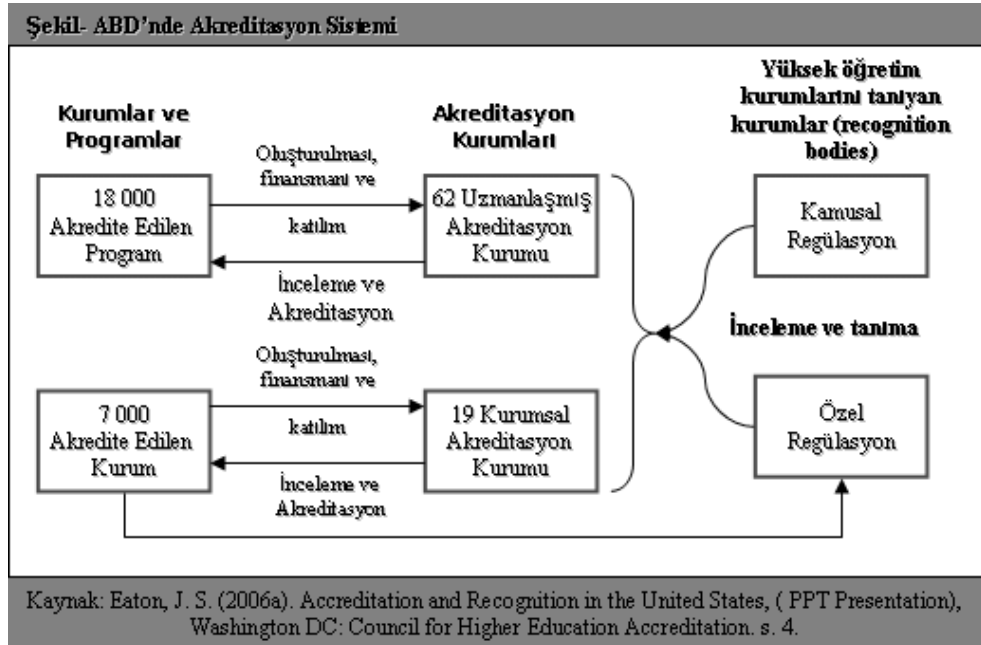 Şekil- ABD’nde Akreditasyon Sistemi
Kurumlar ve
Programlar
Akreditasyon
Kurumları
Yüksek öğretim
kurumlarını tanıyan
kurumlar (recognition
bodies)
18 000
Akredite Edilen
Program
Oluşturulması,
finansmanı ve
katılım
İnceleme ve
Akreditasyon
62 Uzmanlaşmış
Akreditasyon
Kurumu
Kamusal
Regülasyon
İnceleme ve tanıma
7 000
Akredite Edilen
Kurum
Oluşturulması,
finansmanı ve
katılım
İnceleme ve
Akreditasyon
19 Kurumsal
Akreditasyon
Kurumu
Özel
Regülasyon
Kaynak: Eaton, J. S. (2006a). Accreditation and Recognition in the United States, ( PPT Presentation),
Washington DC: Council for Higher Education Accreditation. s. 4.